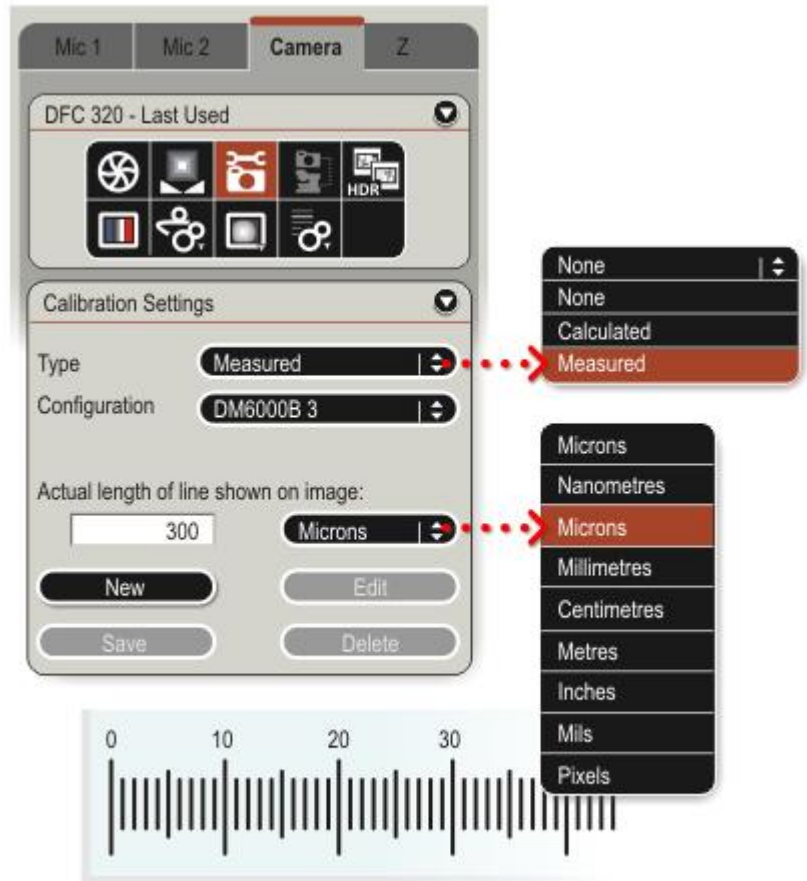 Mic 1 Mic 2 Camera Z
DFC 320 - Last Used
HDR
Calibration Settings
Type Measured
Configuration DM6000B 3
Actual length of line shown on image:
300 Microns
New Edit
Save Delete
None
None
Calculated
Measured
Microns
Nanometres
Microns
Millimetres
Centimetres
Metres
Inches
Mils
Pixels
0 10 20 30